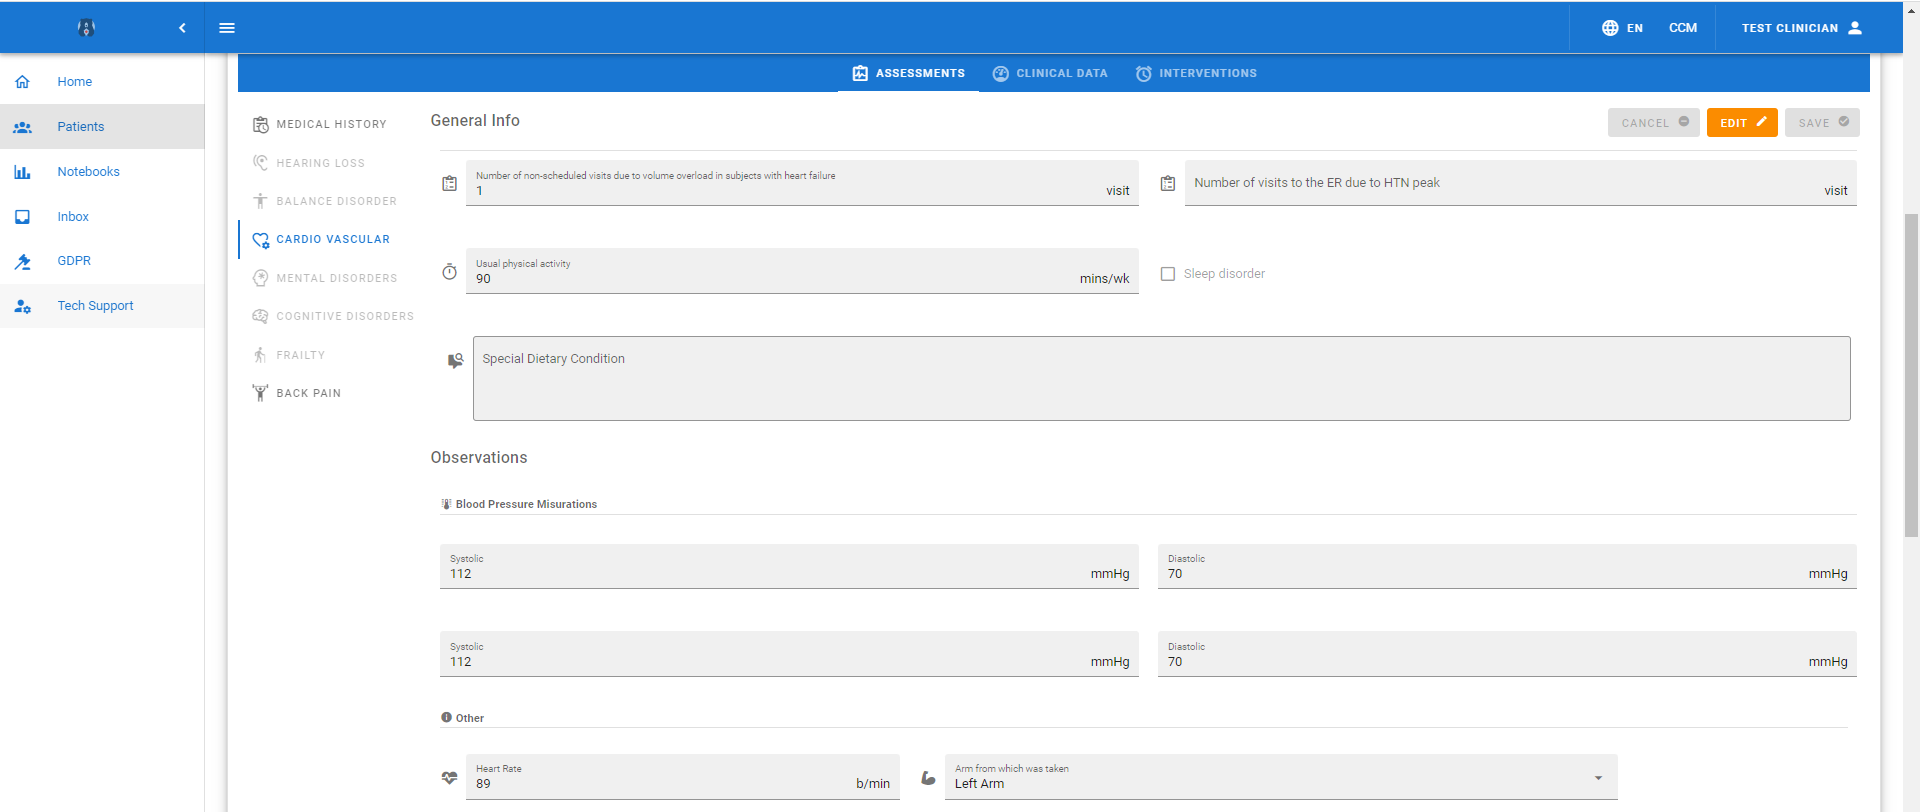 EN
CCM
TEST CLINICIAN
Home
Patients
Notebooks
Inbox
GDPR
Tech Support
ASSESSMENTS
CLINICAL DATA
INTERVENTIONS
MEDICAL HISTORY
HEARING LOSS
BALANCE DISORDER
CARDIO VASCULAR
MENTAL DISORDERS
COGNITIVE DISORDERS
FRAILTY
BACK PAIN
General Info
CANCEL
EDIT
SAVE
Number of non-scheduled visits due to volume overload in subjects with heart failure
1 visit
Number of visits to the ER due to HTN peak visit
Usual physical activity
90 mins/wk
Sleep disorder
Special Dietary Condition
Observations
Blood Pressure Misurations
Systolic
112 mmHg
Diastolic
70 mmHg
Systolic
112 mmHg
Diastolic
70 mmHg
Other
Heart Rate
89 b/min
Arm from which was taken
Left Arm